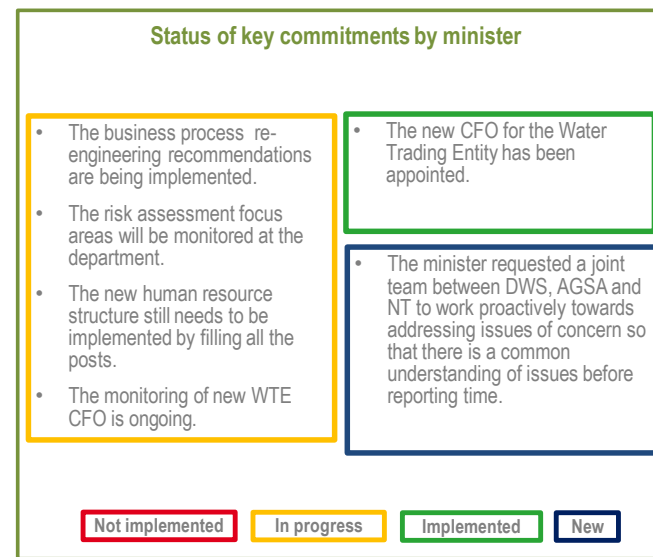 Status of key commitments by minister
• The business process re-
engineering recommendations
are being implemented.
• The risk assessment focus
areas will be monitored at the
department.
• The new human resource
structure still needs to be
implemented by filling all the
posts.
• The monitoring of new WTE
CFO is ongoing.
• The new CFO for the Water
Trading Entity has been
appointed.
• The minister requested a joint
team between DWS, AGSA and
NT to work proactively towards
addressing issues of concern so
that there is a common
understanding of issues before
reporting time.
Not implemented
In progress
Implemented
New